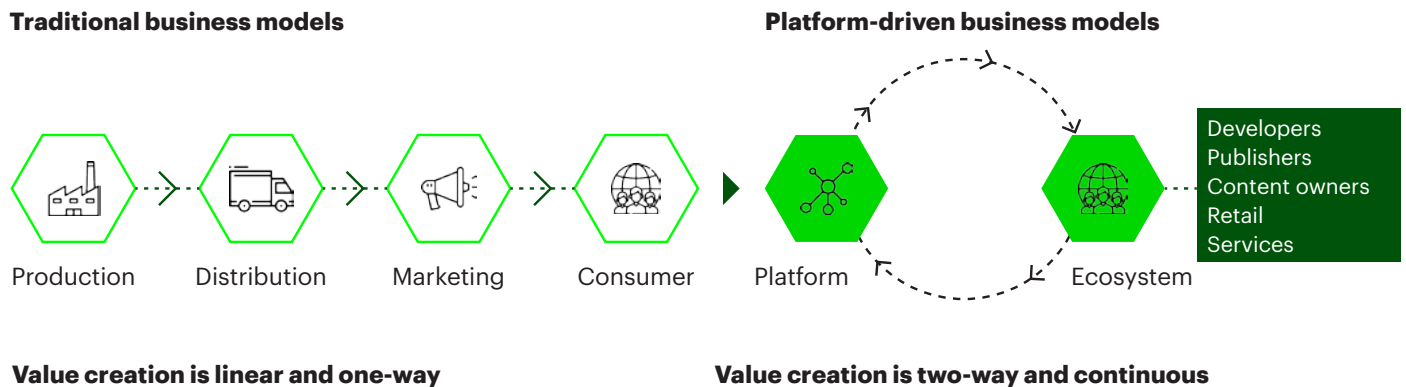 Traditional business models
Platform-driven business models
Production
Distribution
Marketing
Consumer
Platform
Ecosystem
Developers
Publishers
Content owners
Retail
Services
Value creation is linear and one-way
Value creation is two-way and continuous